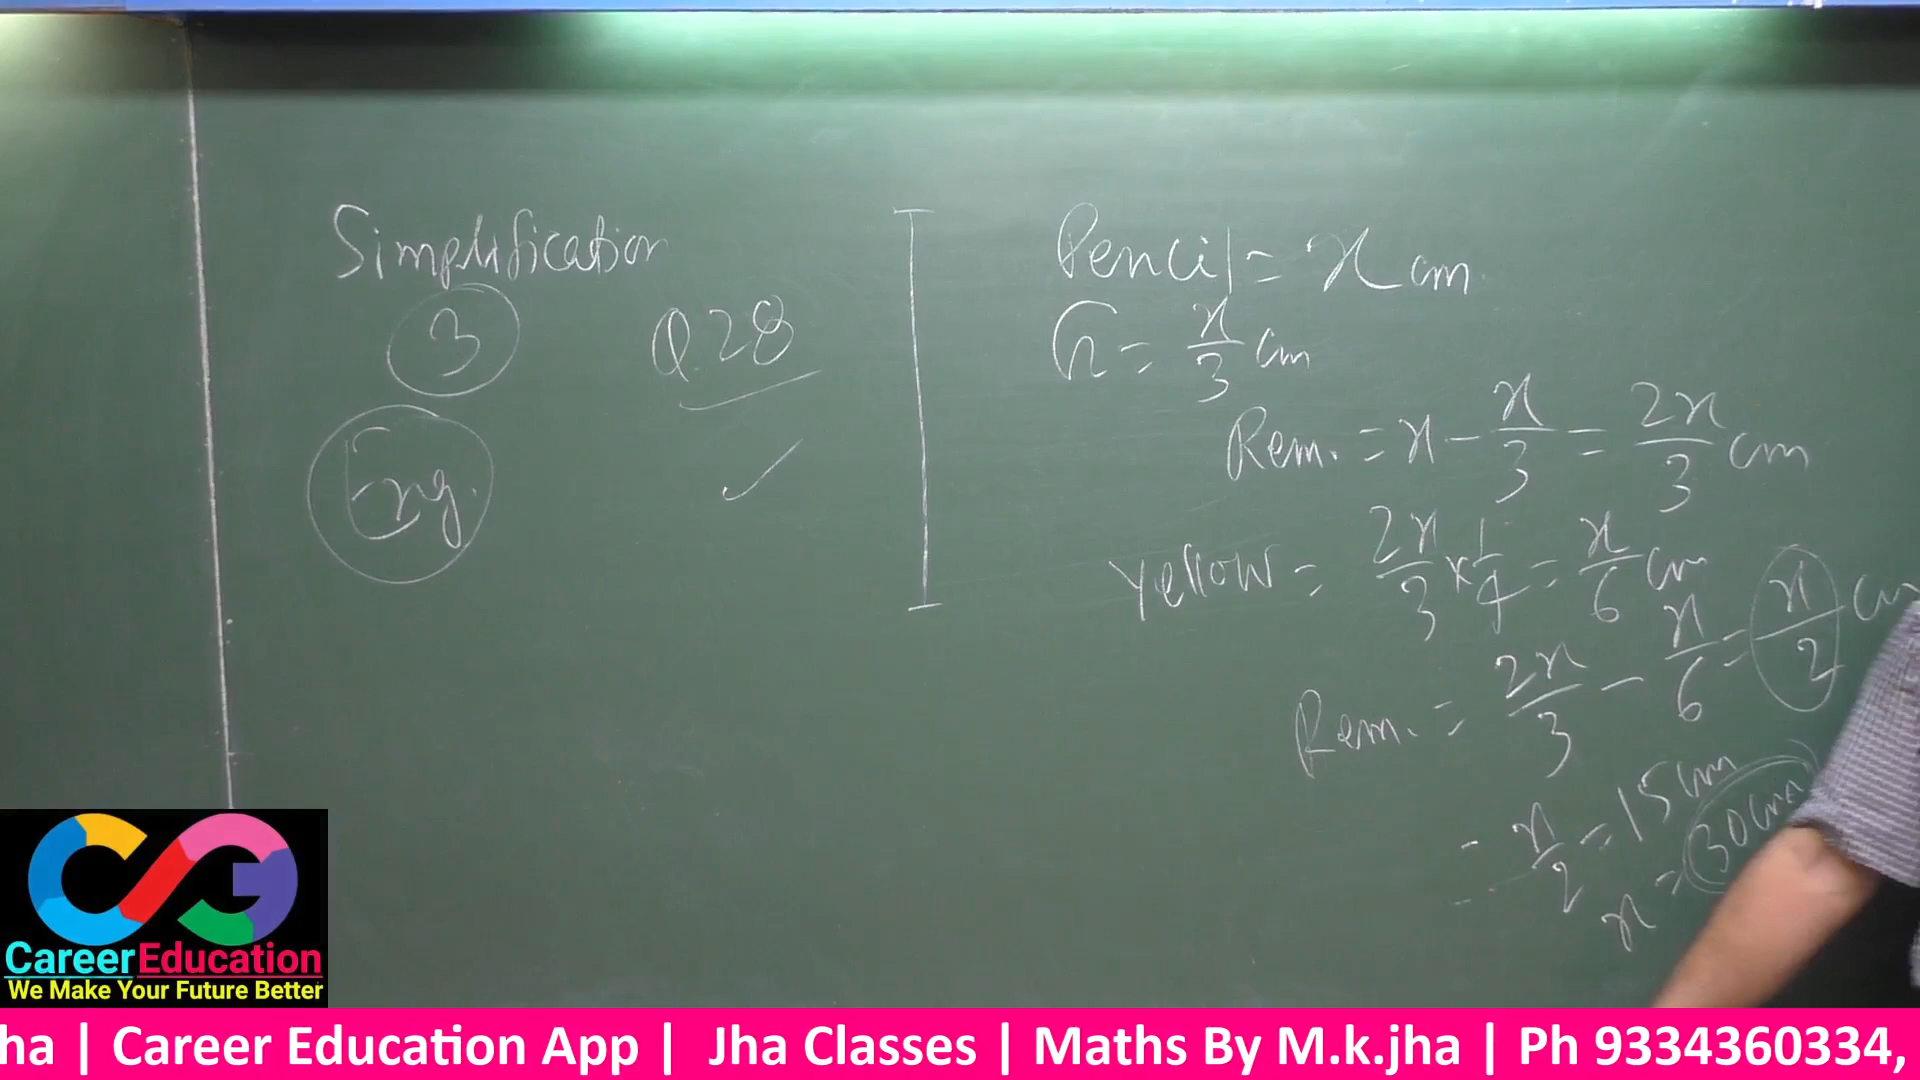 Simplification
3
Q.28
Eng.
Pencil = x cm
G = x/3 cm
Rem. = x - x/3 = 2x/3 cm
Yellow = 2x/3 × 1/4 = x/6 cm
Rem. = 2x/3 - x/6 = x/2 cm
= x/2 = 15 cm
x = 30 cm
CareerEducation
We Make Your Future Better
ha | Career Education App | Jha Classes | Maths By M.k.jha | Ph 9334360334,